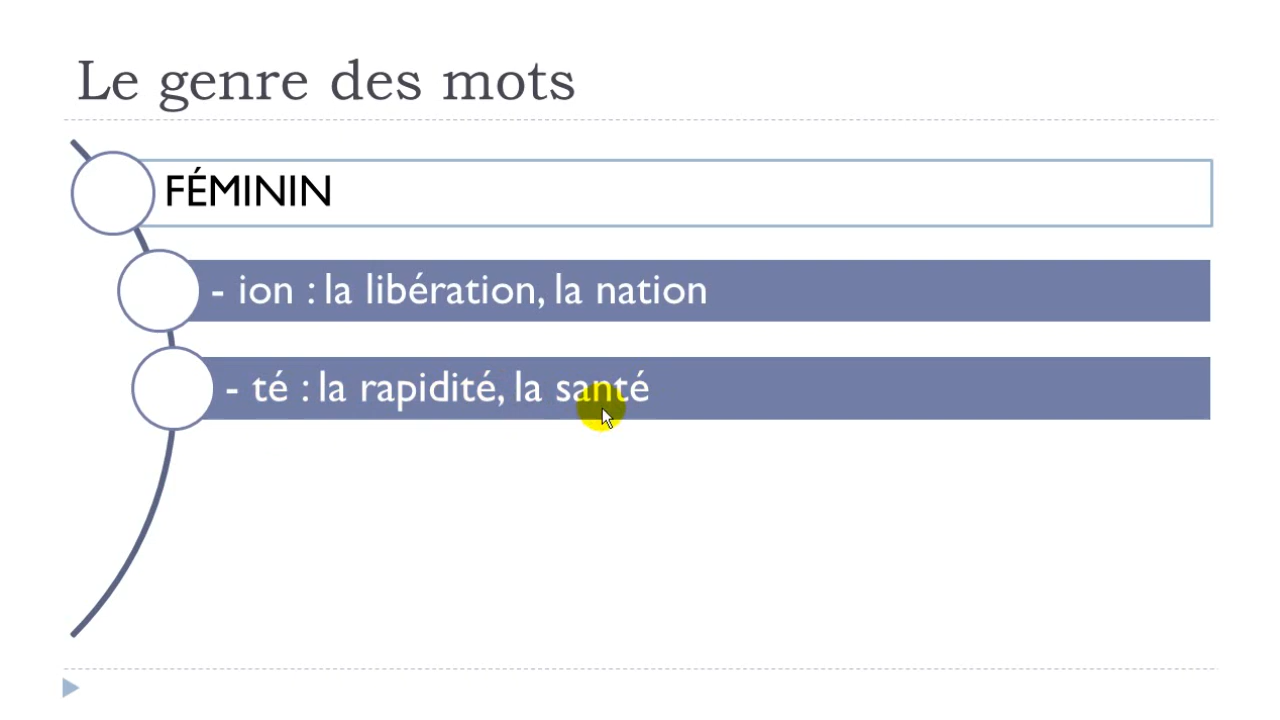 Le genre des mots
FÉMININ
- ion : la libération, la nation
- té : la rapidité, la santé